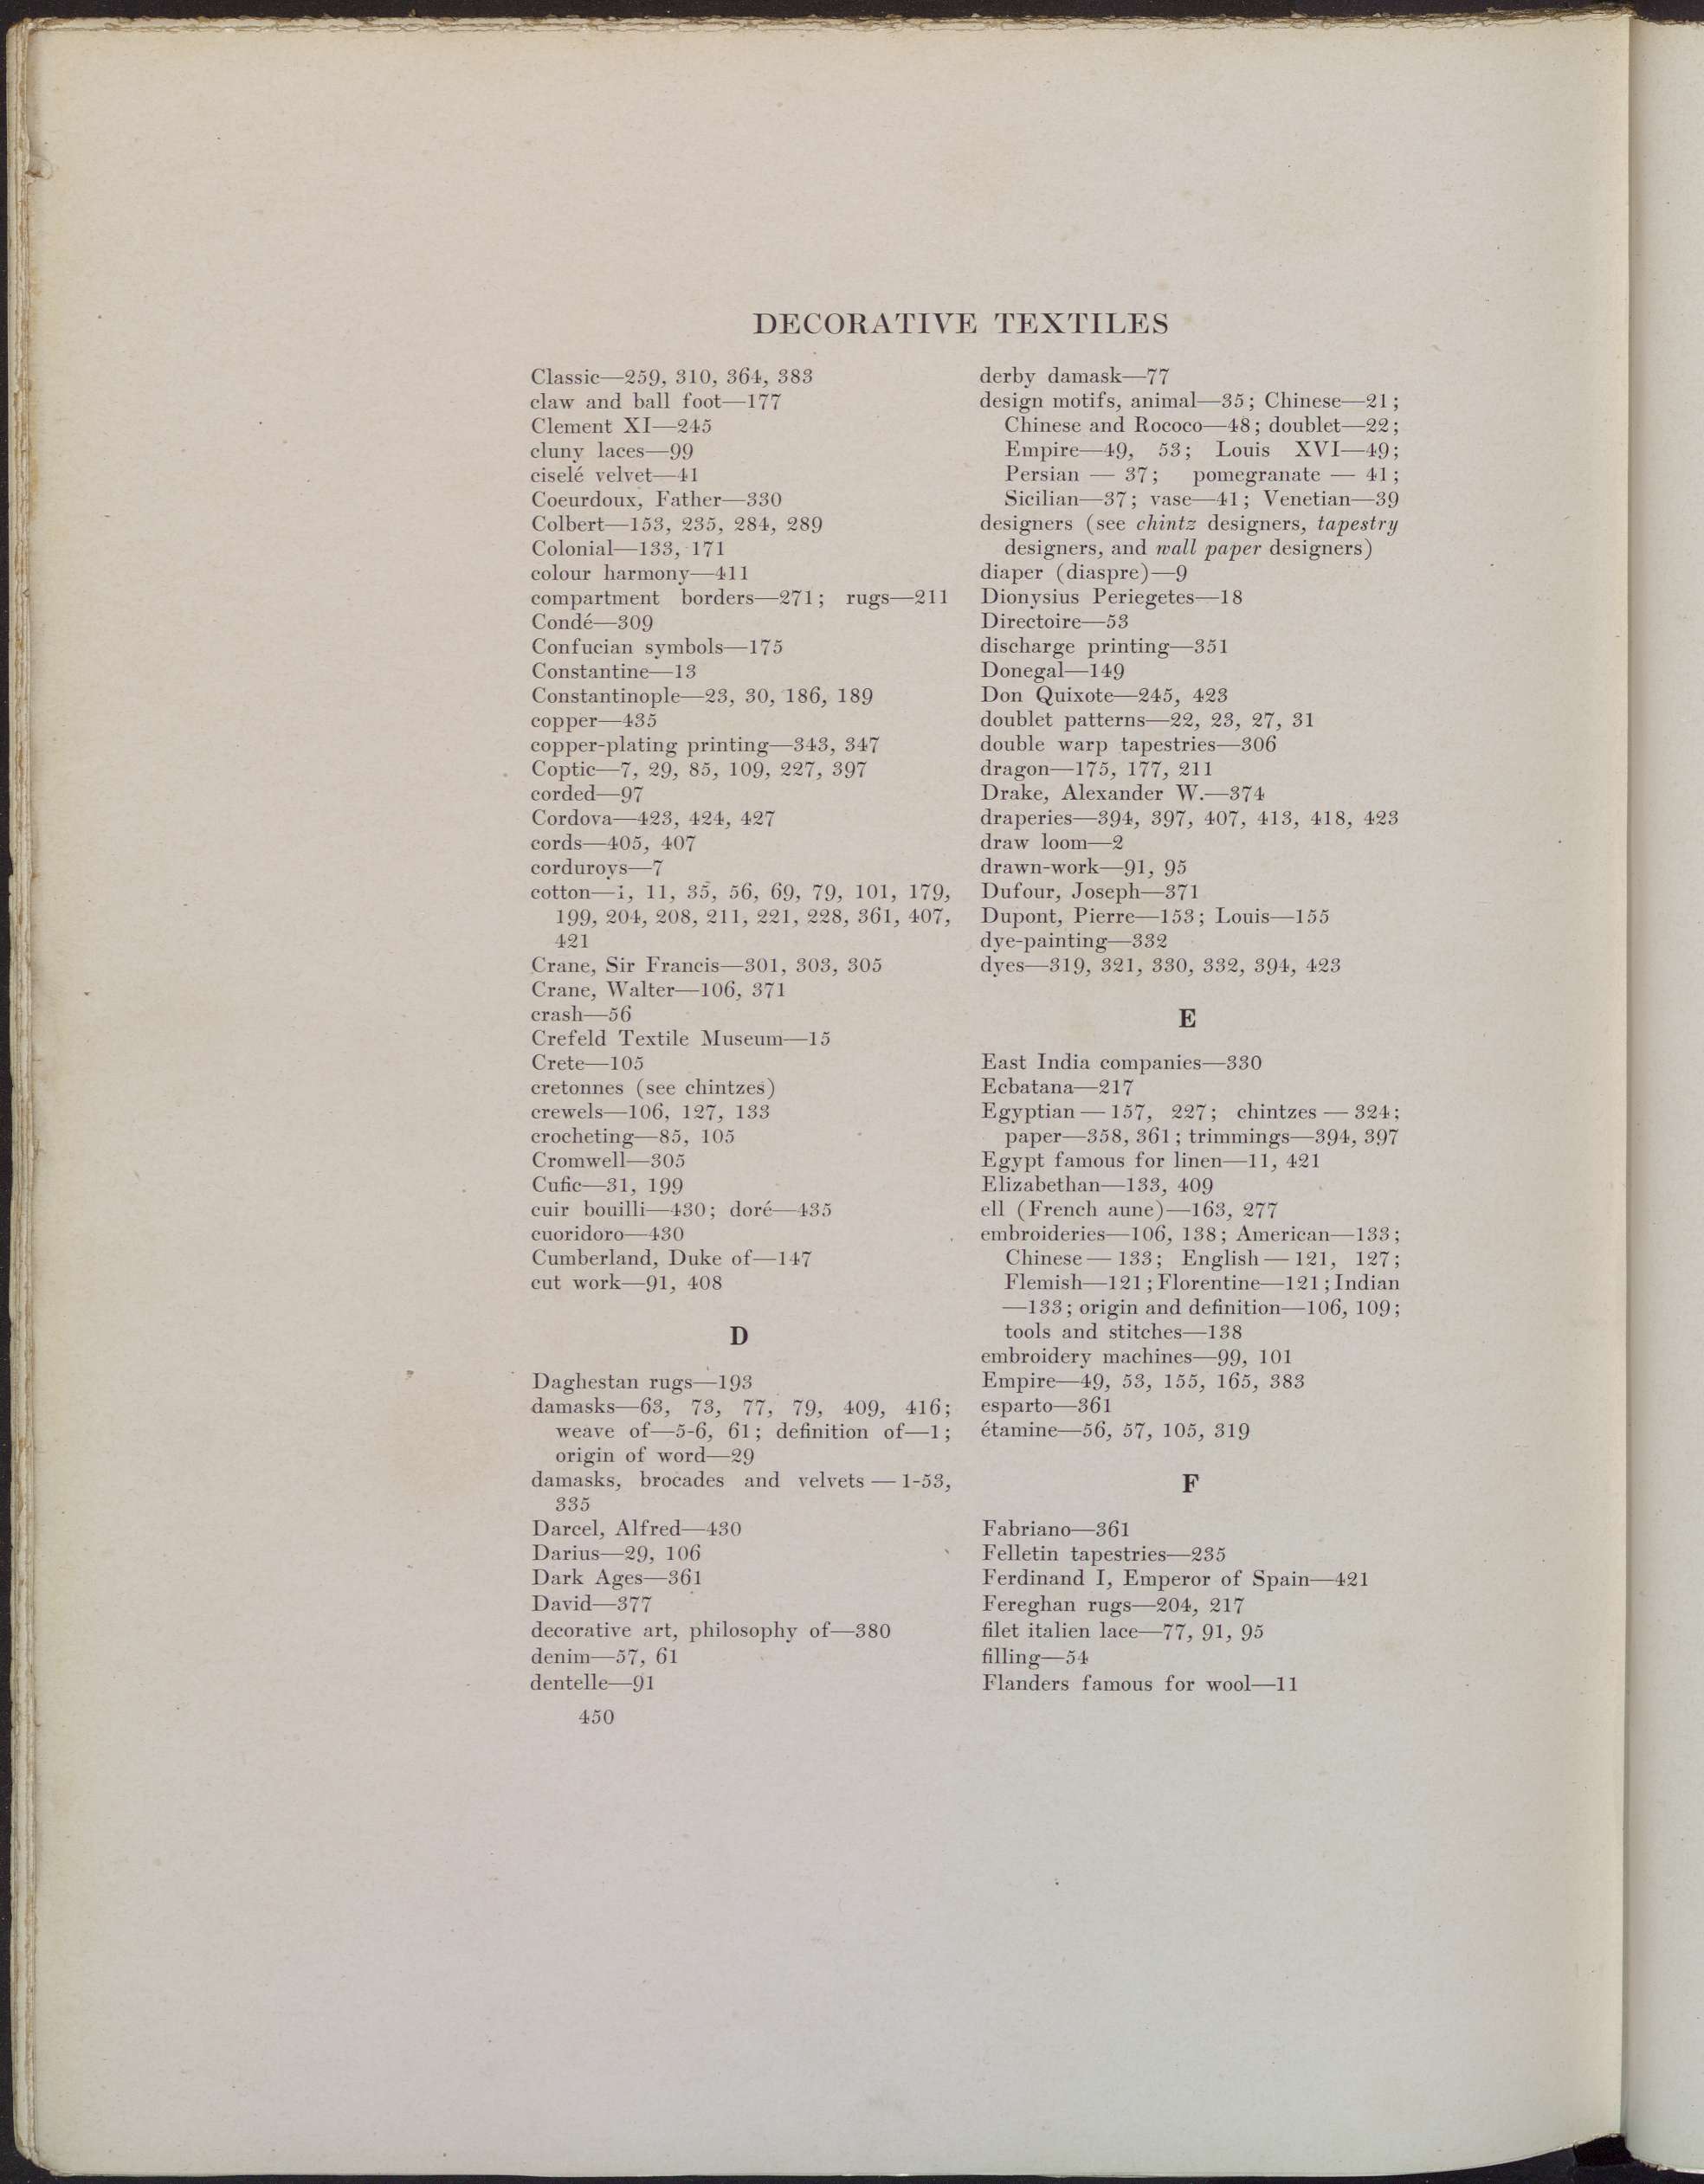 DECORATIVE TEXTILES
Classic—259, 310, 364, 383
claw and ball foot—177
Clement XI—245
cluny laces—99
ciselé velvet—41
Coeurdoux, Father—330
Colbert—153, 235, 284, 289
Colonial—133, 171
colour harmony—411
compartment borders—271; rugs—211
Condé—309
Confucian symbols—175
Constantine—13
Constantinople—23, 30, 186, 189
copper—435
copper-plating printing—343, 347
Coptic—7, 29, 85, 109, 227, 397
corded—97
Cordova—423, 424, 427
cords—405, 407
corduroys—7
cotton—1, 11, 35, 56, 69, 79, 101, 179,
199, 204, 208, 211, 221, 228, 361, 407,
421
Crane, Sir Francis—301, 303, 305
Crane, Walter—106, 371
crash—56
Crefeld Textile Museum—15
Crete—105
cretonnes (see chintzes)
crewels—106, 127, 133
crocheting—85, 105
Cromwell—305
Cufic—31, 199
cuir bouilli—430; doré—435
cuoridoro—430
Cumberland, Duke of—147
cut work—91, 408
D
Daghestan rugs—193
damasks—63, 73, 77, 79, 409, 416;
weave of—5-6, 61; definition of—1;
origin of word—29
damasks, brocades and velvets — 1-53,
335
Darcel, Alfred—430
Darius—29, 106
Dark Ages—361
David—377
decorative art, philosophy of—380
denim—57, 61
dentelle—91
450
derby damask—77
design motifs, animal—35; Chinese—21;
Chinese and Rococo—48; doublet—22;
Empire—49, 53; Louis XVI—49;
Persian — 37; pomegranate — 41;
Sicilian—37; vase—41; Venetian—39
designers (see chintz designers, tapestry
designers, and wall paper designers)
diaper (diaspre)—9
Dionysius Periegetes—18
Directoire—53
discharge printing—351
Donegal—149
Don Quixote—245, 423
doublet patterns—22, 23, 27, 31
double warp tapestries—306
dragon—175, 177, 211
Drake, Alexander W.—374
draperies—394, 397, 407, 413, 418, 423
draw loom—2
drawn-work—91, 95
Dufour, Joseph—371
Dupont, Pierre—153; Louis—155
dye-painting—332
dyes—319, 321, 330, 332, 394, 423
E
East India companies—330
Ecbatana—217
Egyptian — 157, 227; chintzes — 324;
paper—358, 361; trimmings—394, 397
Egypt famous for linen—11, 421
Elizabethan—133, 409
ell (French aune)—163, 277
embroideries—106, 138; American—133;
Chinese — 133; English — 121, 127;
Flemish—121; Florentine—121; Indian
—133; origin and definition—106, 109;
tools and stitches—138
embroidery machines—99, 101
Empire—49, 53, 155, 165, 383
esparto—361
étamine—56, 57, 105, 319
F
Fabriano—361
Felletin tapestries—235
Ferdinand I, Emperor of Spain—421
Fereghan rugs—204, 217
filet italien lace—77, 91, 95
filling—54
Flanders famous for wool—11